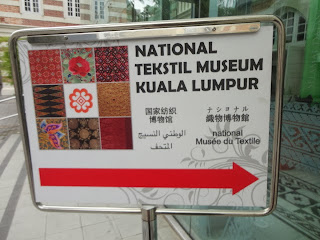 NATIONAL
TEKSTIL MUSEUM
KUALA LUMPUR
国家纺织
博物馆
الوطني النسيج
المتحف
ナショナル
織物博物館
national
Musée du Textile